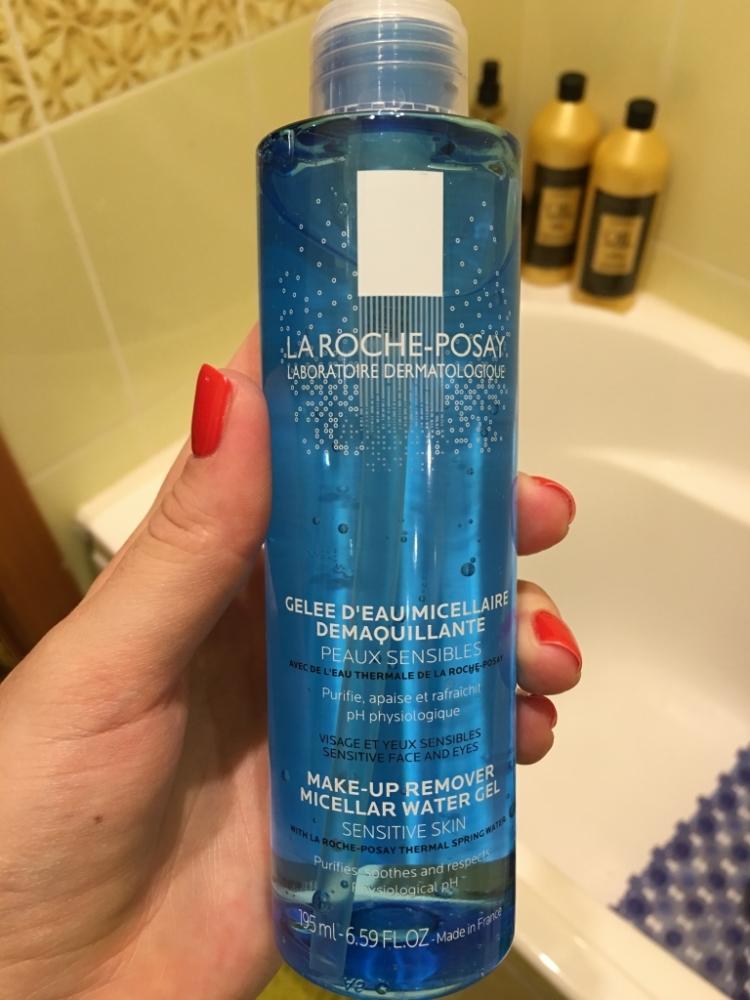 LA ROCHE-POSAY
LABORATOIRE DERMATOLOGIQUE
GELEE D'EAU MICELLAIRE
DEMAQUILLANTE
PEAUX SENSIBLES
AVEC DE L'EAU THERMALE DE LA ROCHE-POSAY
Purifie, apaise et rafraîchit
pH physiologique
VISAGE ET YEUX SENSIBLES
SENSITIVE FACE AND EYES
MAKE-UP REMOVER
MICELLAR WATER GEL
SENSITIVE SKIN
WITH LA ROCHE-POSAY THERMAL SPRING WATER
Purifies, soothes and respects
Physiological pH
195 ml - 6.59 FL.OZ - Made in France